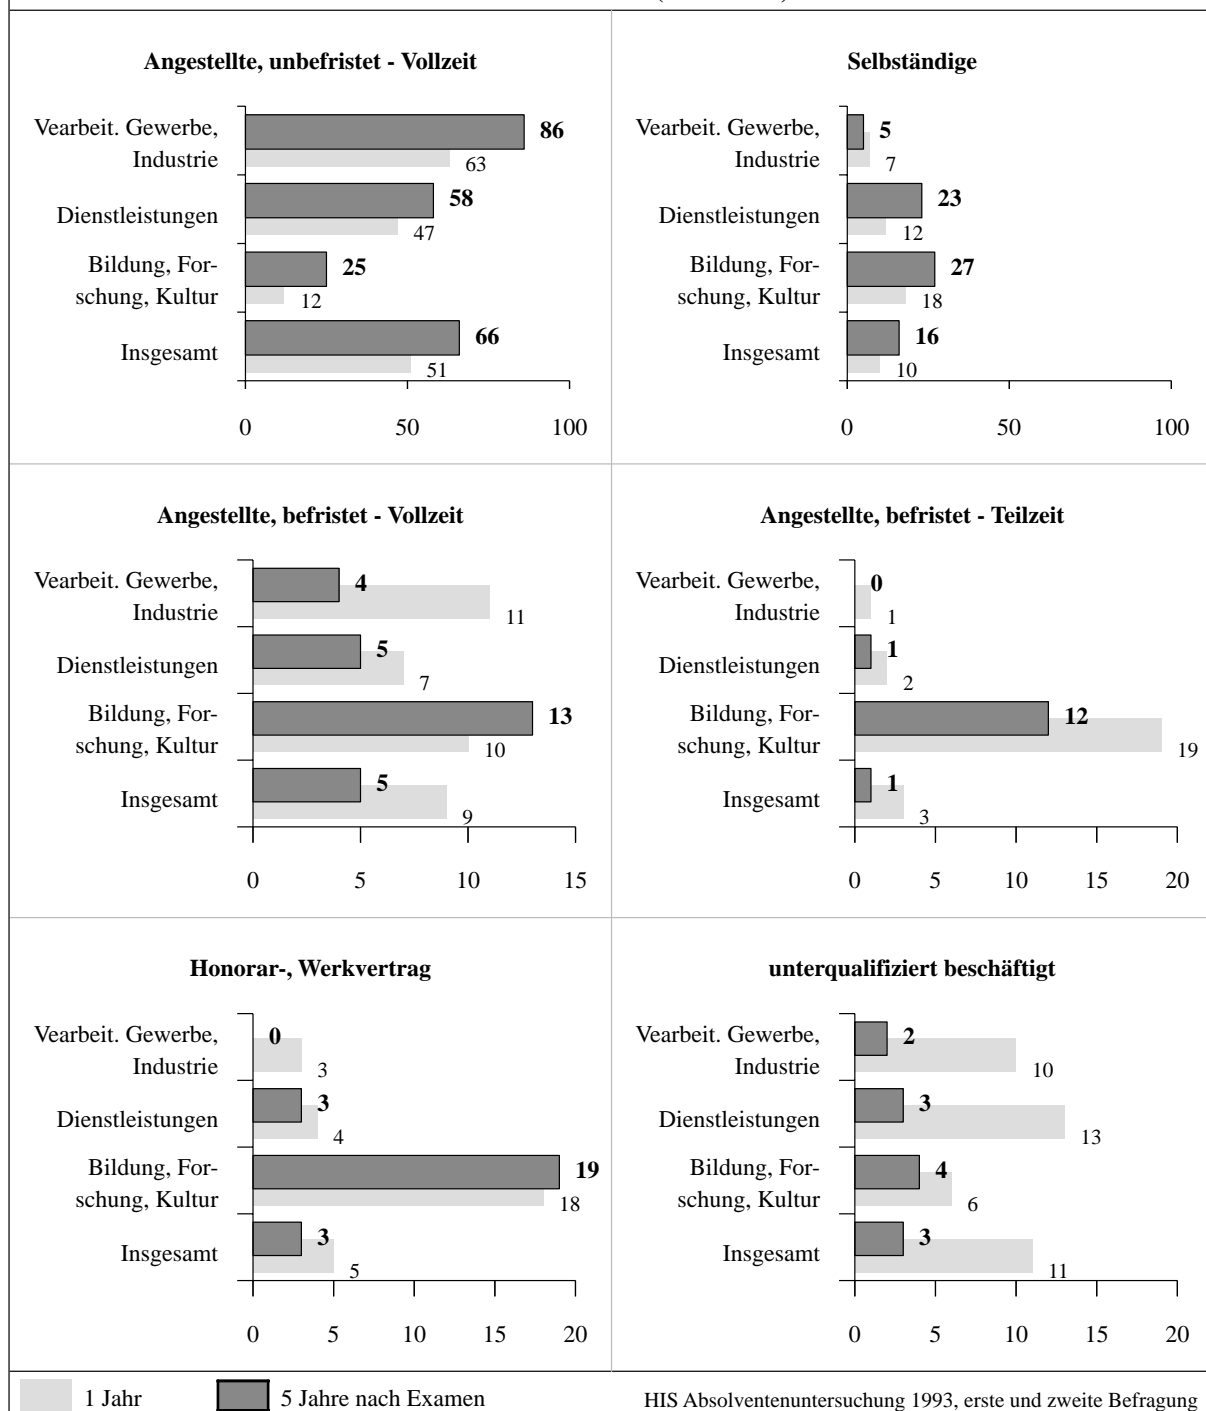 Angestellte, unbefristet - Vollzeit
Vearbeit. Gewerbe,
Industrie
86
63
Dienstleistungen
58
47
Bildung, For-
schung, Kultur
25
12
Insgesamt
66
51
0 50 100
Selbständige
Vearbeit. Gewerbe,
Industrie
5
7
Dienstleistungen
23
12
Bildung, For-
schung, Kultur
27
18
Insgesamt
16
10
0 50 100
Angestellte, befristet - Vollzeit
Vearbeit. Gewerbe,
Industrie
4
11
Dienstleistungen
5
7
Bildung, For-
schung, Kultur
13
10
Insgesamt
5
9
0 5 10 15
Angestellte, befristet - Teilzeit
Vearbeit. Gewerbe,
Industrie
0
1
Dienstleistungen
1
2
Bildung, For-
schung, Kultur
12
19
Insgesamt
1
3
0 5 10 15 20
Honorar-, Werkvertrag
Vearbeit. Gewerbe,
Industrie
0
3
Dienstleistungen
3
4
Bildung, For-
schung, Kultur
19
18
Insgesamt
3
5
0 5 10 15 20
unterqualifiziert beschäftigt
Vearbeit. Gewerbe,
Industrie
2
10
Dienstleistungen
3
13
Bildung, For-
schung, Kultur
4
6
Insgesamt
3
11
0 5 10 15 20
1 Jahr
5 Jahre nach Examen
HIS Absolventenuntersuchung 1993, erste und zweite Befragung